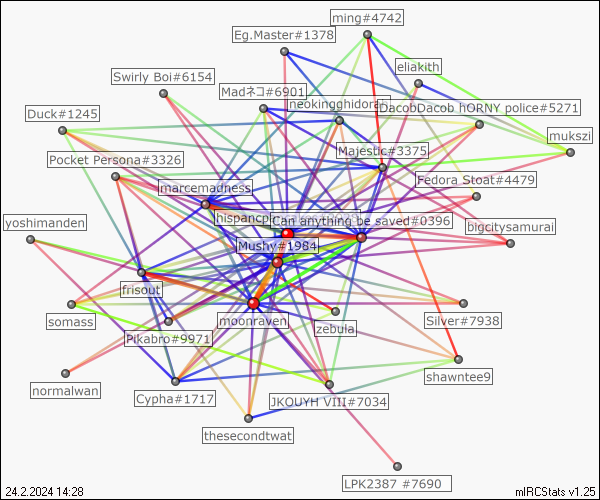 ming#4742
Eg.Master#1378
eliakith
Swirly Boi#6154
Madネコ#6901
neokingghidorah
DacobDacob hORNY police#5271
Duck#1245
mukszi
Majestic#3375
Pocket Persona#3326
Fedora Stoat#4479
marcemadness
hispancp
Can anything be saved#0396
yoshimanden
bigcitysamurai
Mushy#1984
frisout
moonraven
somass
zebula
Silver#7938
Pikabro#9971
shawntee9
normalwan
Cypha#1717
JKOUYH VIII#7034
thesecondtwat
LPK2387 #7690
24.2.2024 14:28
mIRCStats v1.25